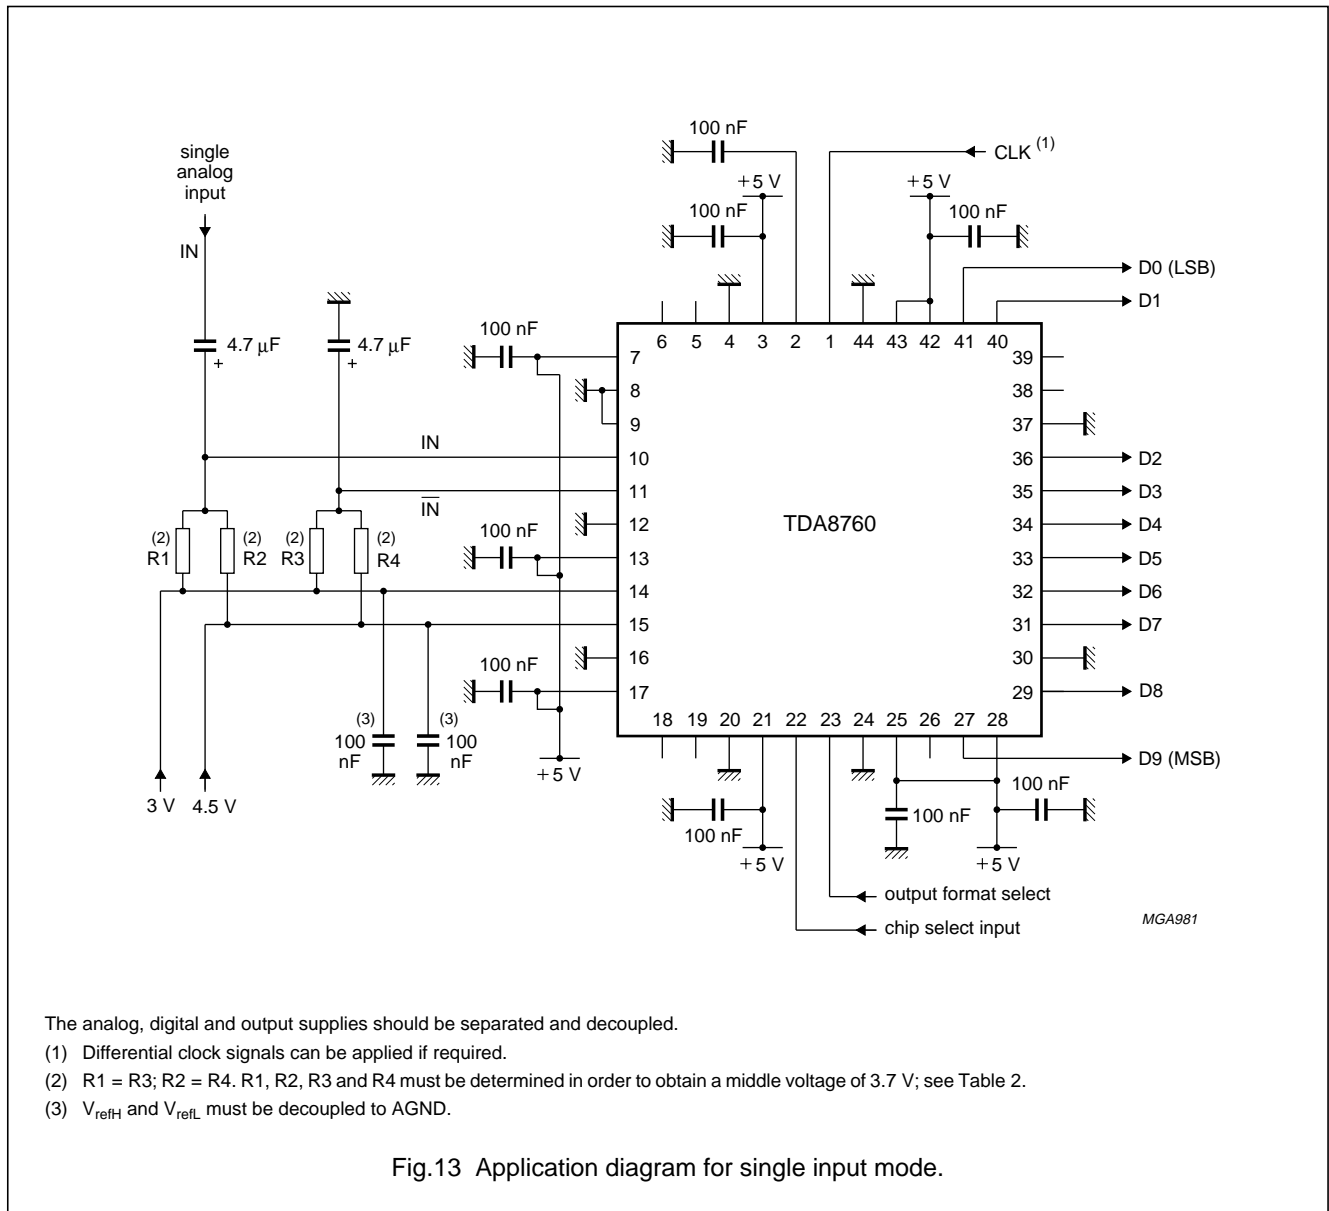 single
analog
input
IN
4.7 µF
+
4.7 µF
+
100 nF
CLK (1)
+5 V
100 nF
+5 V
100 nF
D0 (LSB)
D1
6 5 4 3 2 1 44 43 42 41 40
100 nF
7
8
9
IN
10
IN
11
12
100 nF
13
14
15
16
100 nF
17
39
38
37
36 D2
35 D3
34 D4
33 D5
32 D6
31 D7
30
29 D8
TDA8760
(2) (2) (2) (2)
R1 R2 R3 R4
18 19 20 21 22 23 24 25 26 27 28
(3) (3)
100 100
nF nF
+5 V
3 V 4.5 V
D9 (MSB)
100 nF
+5 V
100 nF
100 nF
+5 V
output format select
chip select input
MGA981
The analog, digital and output supplies should be separated and decoupled.
(1) Differential clock signals can be applied if required.
(2) R1 = R3; R2 = R4. R1, R2, R3 and R4 must be determined in order to obtain a middle voltage of 3.7 V; see Table 2.
(3) VrefH and VrefL must be decoupled to AGND.
Fig.13 Application diagram for single input mode.